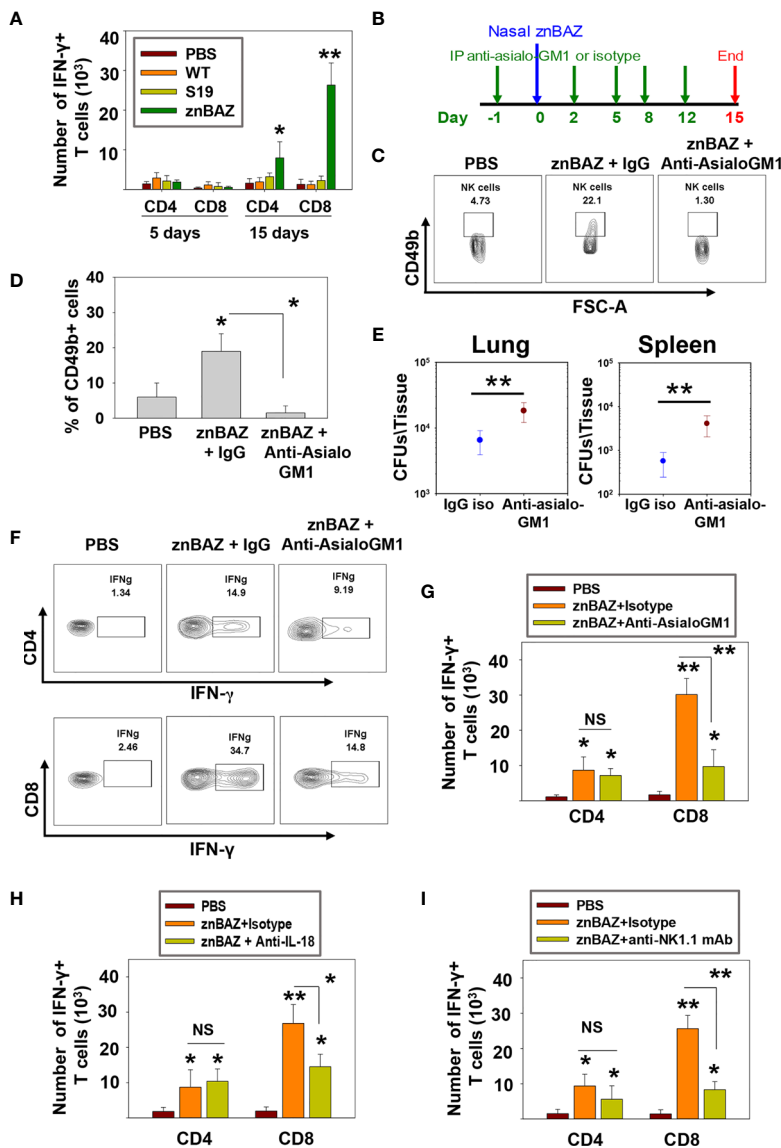 A
Number of IFN-γ+
T cells (10³)
40
30
20
10
0
PBS
WT
S19
znBAZ
*
**
CD4 CD8 CD4 CD8
5 days 15 days
B
Nasal znBAZ
IP anti-asialo-GM1 or isotype
End
Day -1 0 2 5 8 12 15
C
PBS
znBAZ + IgG
znBAZ +
Anti-AsialoGM1
NK cells
4.73
NK cells
22.1
NK cells
1.30
CD49b
FSC-A
D
% of CD49b+ cells
40
30
20
10
0
*
*
PBS
znBAZ
+ IgG
znBAZ +
Anti-Asialo
GM1
E
Lung
CFUs\Tissue
10⁵
10⁴
10³
**
IgG iso
Anti-asialo-
GM1
Spleen
CFUs\Tissue
10⁵
10⁴
10³
10²
**
IgG iso
Anti-asialo-
GM1
F
PBS
znBAZ + IgG
znBAZ +
Anti-AsialoGM1
IFNg
1.34
IFNg
14.9
IFNg
9.19
CD4
IFN-γ
IFNg
2.46
IFNg
34.7
IFNg
14.8
CD8
IFN-γ
G
PBS
znBAZ+Isotype
znBAZ+Anti-AsialoGM1
Number of IFN-γ+
T cells (10³)
40
30
20
10
NS
* *
**
**
*
CD4 CD8
H
PBS
znBAZ+Isotype
znBAZ + Anti-IL-18
Number of IFN-γ+
T cells (10³)
40
30
20
10
NS
* *
**
*
*
CD4 CD8
I
PBS
znBAZ+Isotype
znBAZ+anti-NK1.1 mAb
Number of IFN-γ+
T cells (10³)
40
30
20
10
NS
* *
**
**
*
CD4 CD8